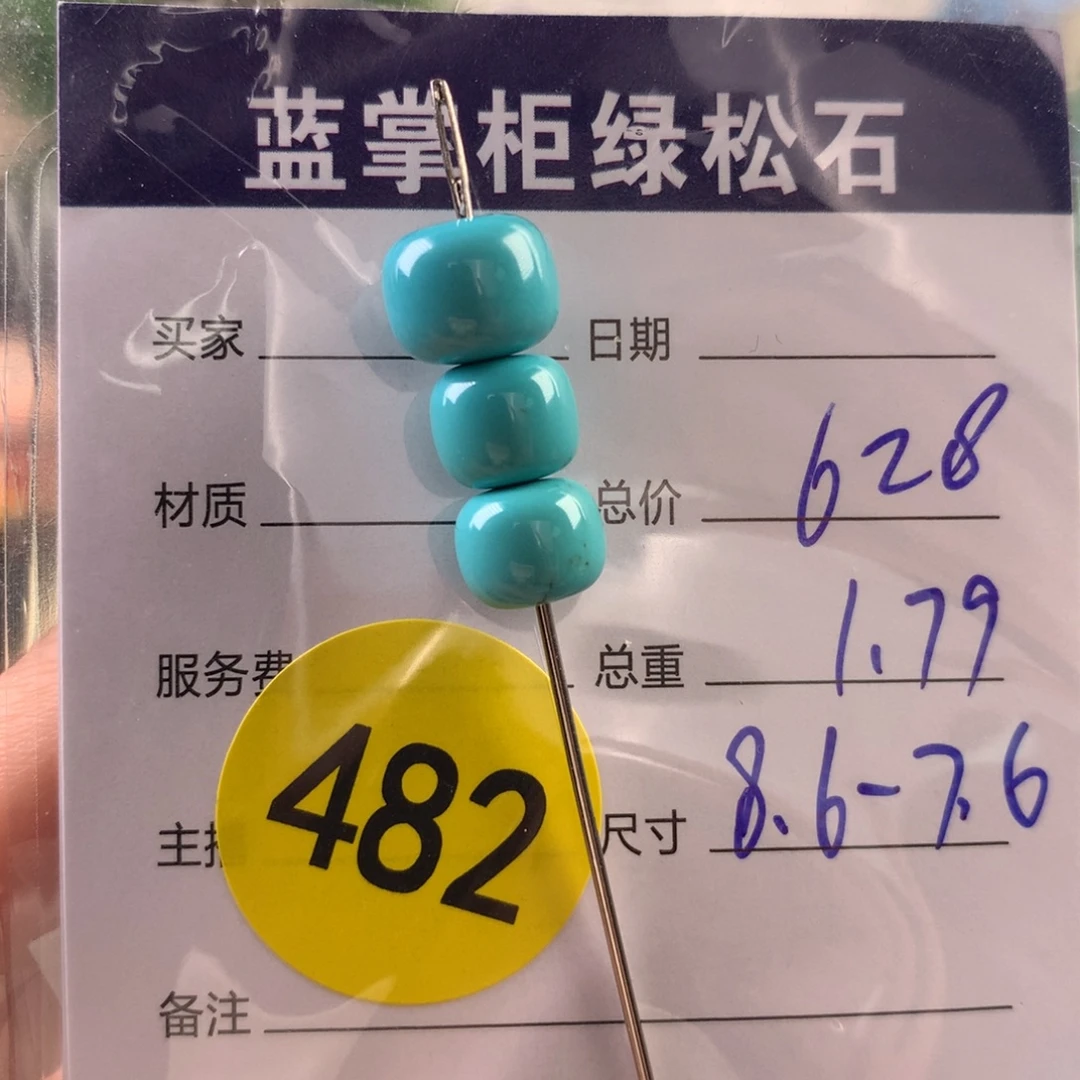 蓝掌柜绿松石
买家 日期
材质 总价 628
服务费 总重 1.79
主 尺寸 8.6-7.6
482
备注